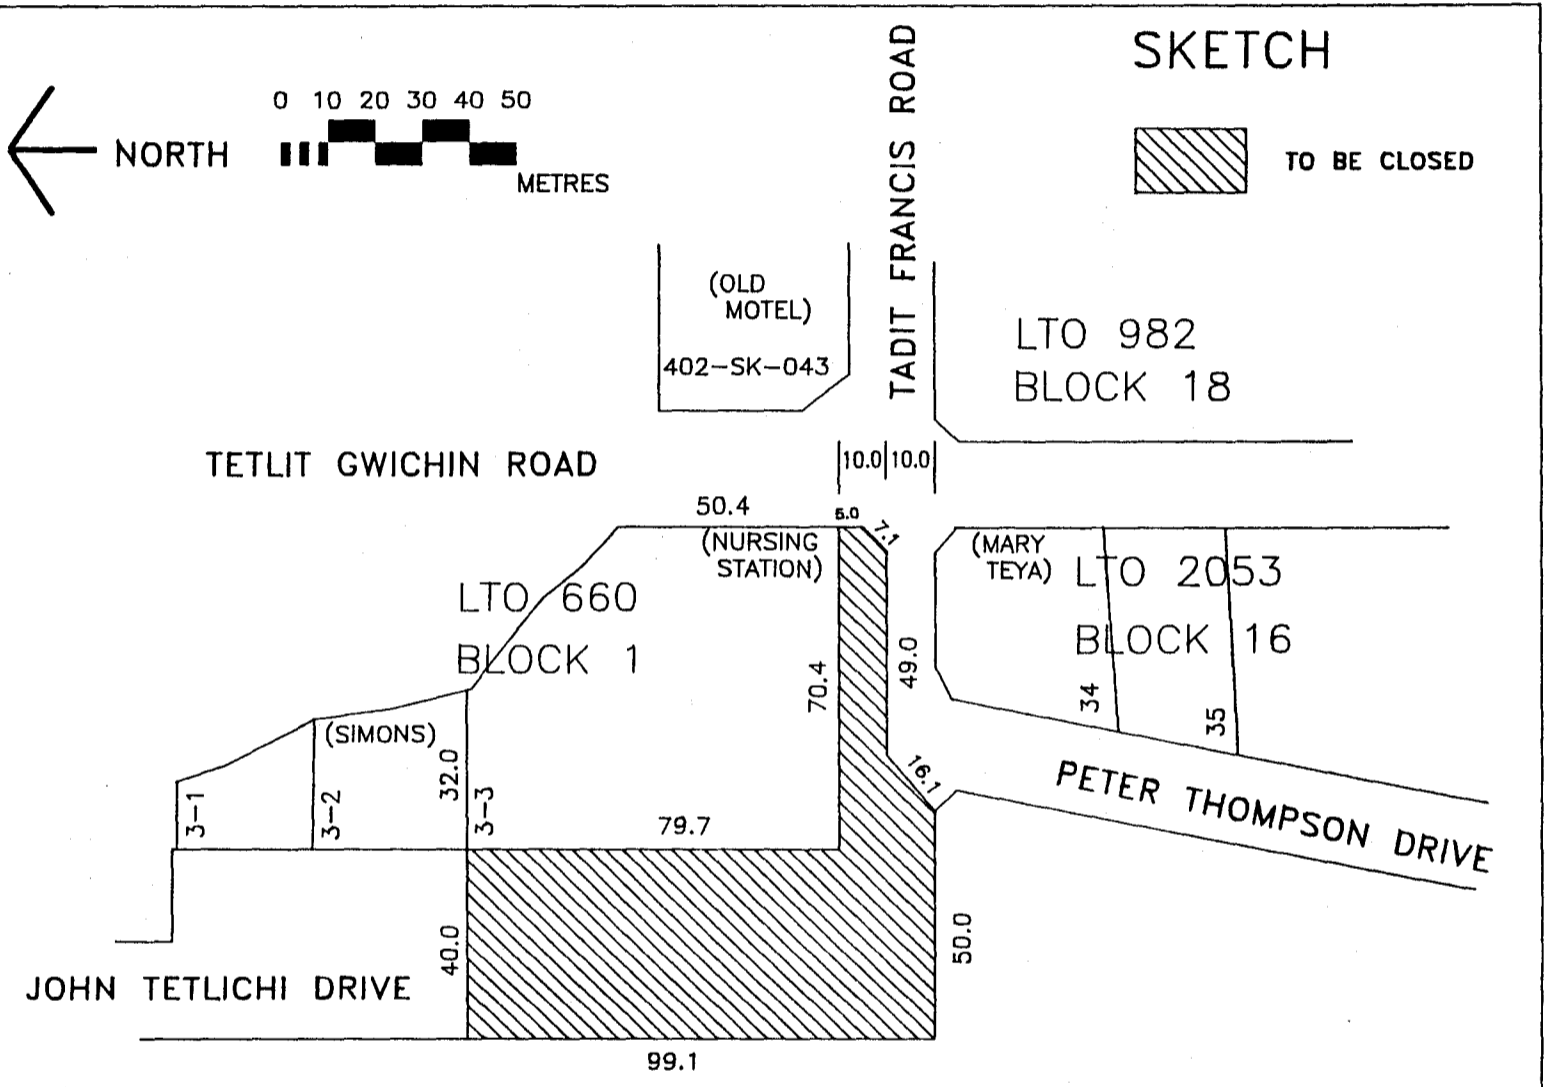 SKETCH
0 10 20 30 40 50
NORTH
METRES
TO BE CLOSED
TADIT FRANCIS ROAD
(OLD
MOTEL)
402-SK-043
LTO 982
BLOCK 18
TETLIT GWICHIN ROAD
10.0 10.0
50.4
5.0
7.1
(NURSING
STATION)
(MARY
TEYA)
LTO 2053
BLOCK 16
LTO 660
BLOCK 1
70.4
49.0
34
35
(SIMONS)
32.0
3-1
3-2
3-3
79.7
16.1
PETER THOMPSON DRIVE
40.0
50.0
JOHN TETLICHI DRIVE
99.1